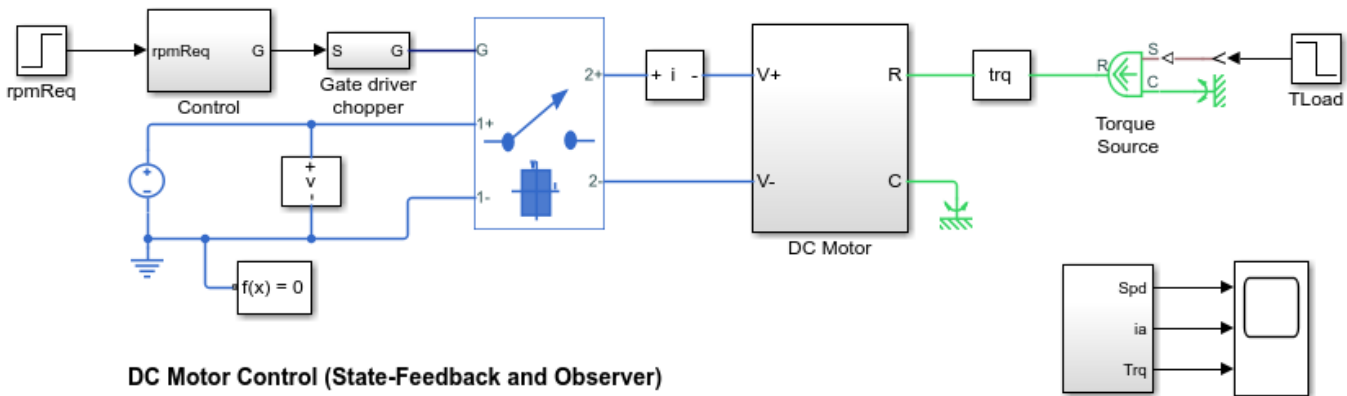 rpmReq
rpmReq G
Control
S G
Gate driver
chopper
G
1+
1-
2+
2-
+ i -
V+
V-
R
C
DC Motor
trq
R
S
C
Torque
Source
TLoad
+
-
+
v
-
f(x) = 0
Spd
ia
Trq
DC Motor Control (State-Feedback and Observer)